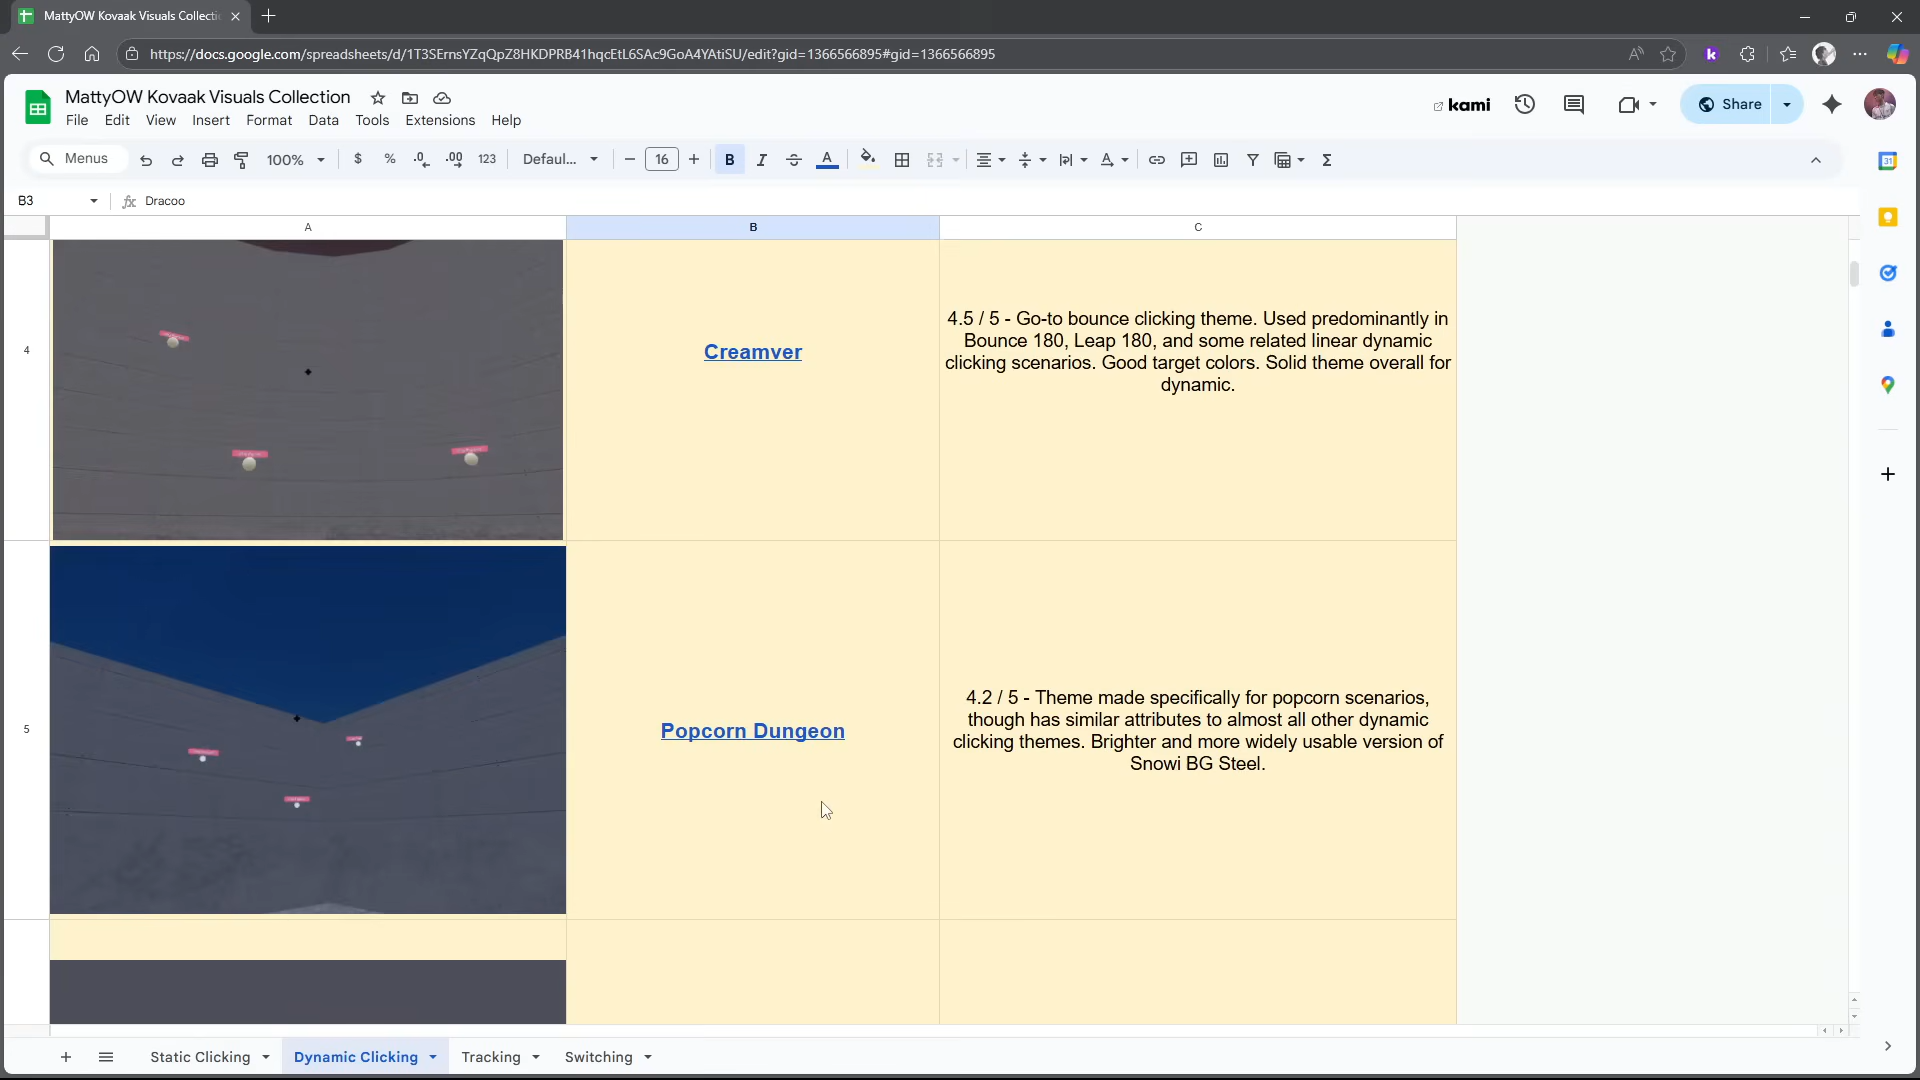 MattyOW Kovaak Visuals Collecti
https://docs.google.com/spreadsheets/d/1T3SErnsYZqQpZ8HKDPRB41hqcEtL6SAc9GoA4YAtiSU/edit?gid=1366566895#gid=1366566895
MattyOW Kovaak Visuals Collection
File Edit View Insert Format Data Tools Extensions Help
kami
Share
Menus
100%
$ % .0 .00 123
Defaul...
16
B I A
B3
Dracoo
A B C
4
Creamver
4.5 / 5 - Go-to bounce clicking theme. Used predominantly in
Bounce 180, Leap 180, and some related linear dynamic
clicking scenarios. Good target colors. Solid theme overall for
dynamic.
5
Popcorn Dungeon
4.2 / 5 - Theme made specifically for popcorn scenarios,
though has similar attributes to almost all other dynamic
clicking themes. Brighter and more widely usable version of
Snowi BG Steel.
Static Clicking
Dynamic Clicking
Tracking
Switching